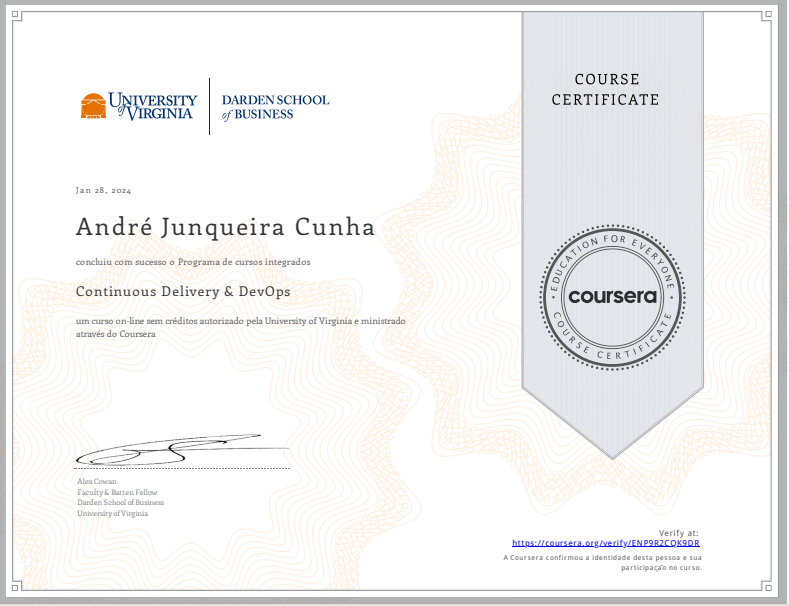 UNIVERSITY of VIRGINIA
DARDEN SCHOOL
of BUSINESS
COURSE
CERTIFICATE
Jan 28, 2024
André Junqueira Cunha
concluiu com sucesso o Programa de cursos integrados
Continuous Delivery & DevOps
um curso on-line sem créditos autorizado pela University of Virginia e ministrado
através do Coursera
EDUCATION FOR EVERYONE
coursera
COURSE CERTIFICATE
Alex Cowan
Faculty & Batten Fellow
Darden School of Business
University of Virginia
Verify at:
https://coursera.org/verify/ENP9R2CQK9DR
A Coursera confirmou a identidade desta pessoa e sua
participação no curso.